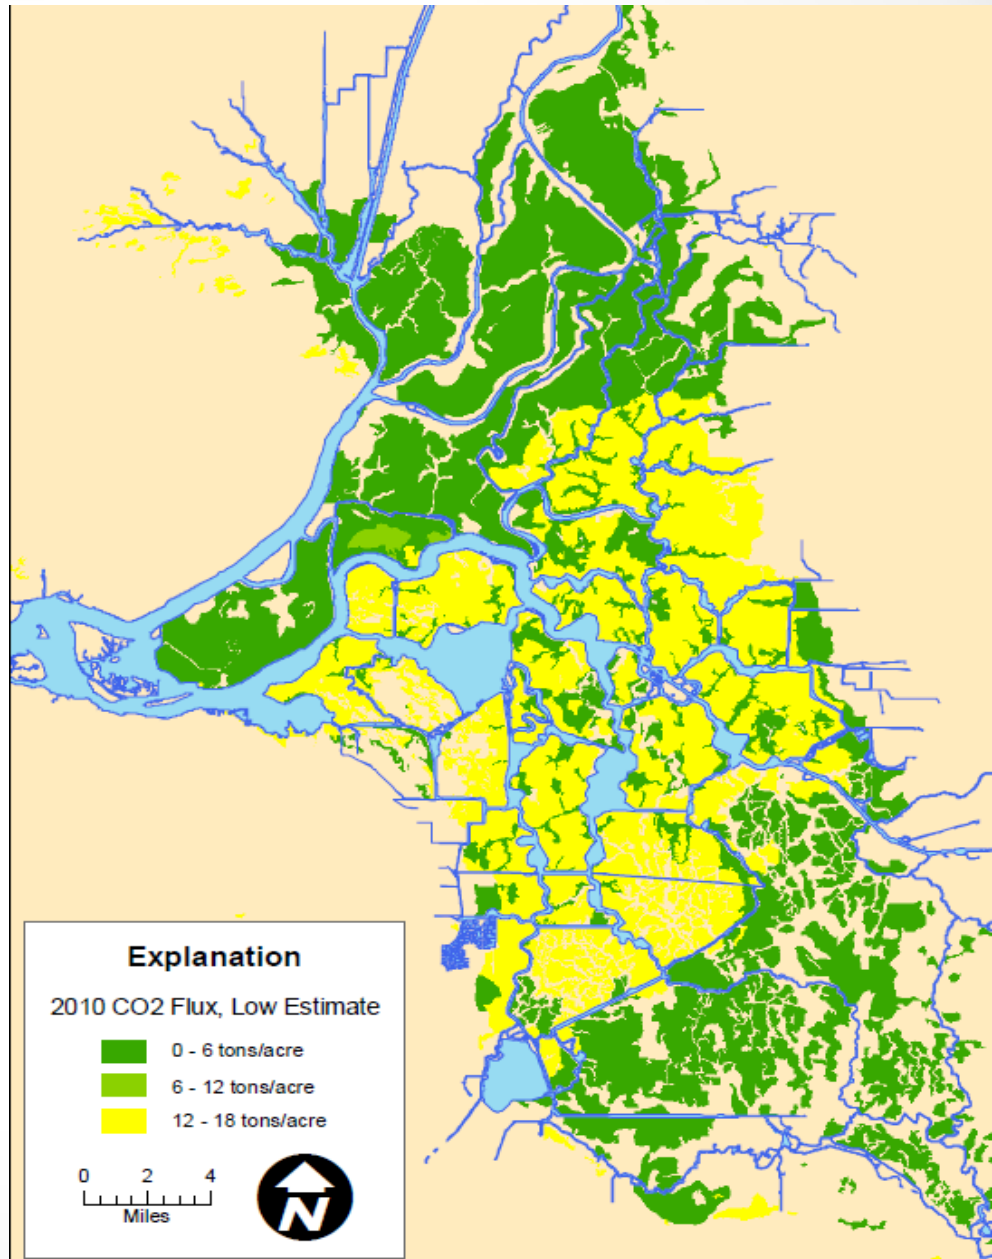 Explanation
2010 CO2 Flux, Low Estimate
0 - 6 tons/acre
6 - 12 tons/acre
12 - 18 tons/acre
0 2 4
Miles
N